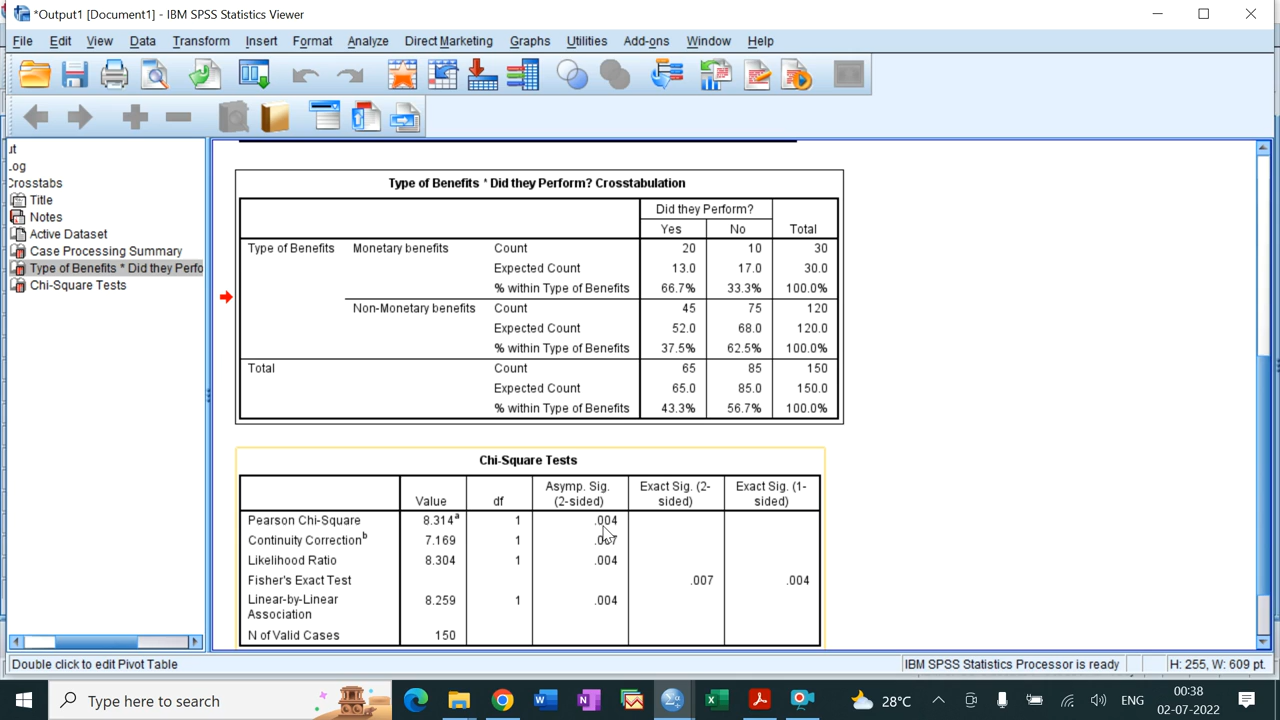 *Output1 [Document1] - IBM SPSS Statistics Viewer
File Edit View Data Transform Insert Format Analyze Direct Marketing Graphs Utilities Add-ons Window Help
ut
Log
Crosstabs
Title
Notes
Active Dataset
Case Processing Summary
Type of Benefits * Did they Perfo
Chi-Square Tests
Type of Benefits * Did they Perform? Crosstabulation
Did they Perform?
Yes No Total
Type of Benefits Monetary benefits Count 20 10 30
Expected Count 13.0 17.0 30.0
% within Type of Benefits 66.7% 33.3% 100.0%
Non-Monetary benefits Count 45 75 120
Expected Count 52.0 68.0 120.0
% within Type of Benefits 37.5% 62.5% 100.0%
Total Count 65 85 150
Expected Count 65.0 85.0 150.0
% within Type of Benefits 43.3% 56.7% 100.0%
Chi-Square Tests
Value df Asymp. Sig. (2-sided) Exact Sig. (2-sided) Exact Sig. (1-sided)
Pearson Chi-Square 8.314a 1 .004
Continuity Correctionb 7.169 1 .007
Likelihood Ratio 8.304 1 .004
Fisher's Exact Test .007 .004
Linear-by-Linear
Association 8.259 1 .004
N of Valid Cases 150
Double click to edit Pivot Table IBM SPSS Statistics Processor is ready H: 255, W: 609 pt.
Type here to search 28°C ENG 00:38
02-07-2022